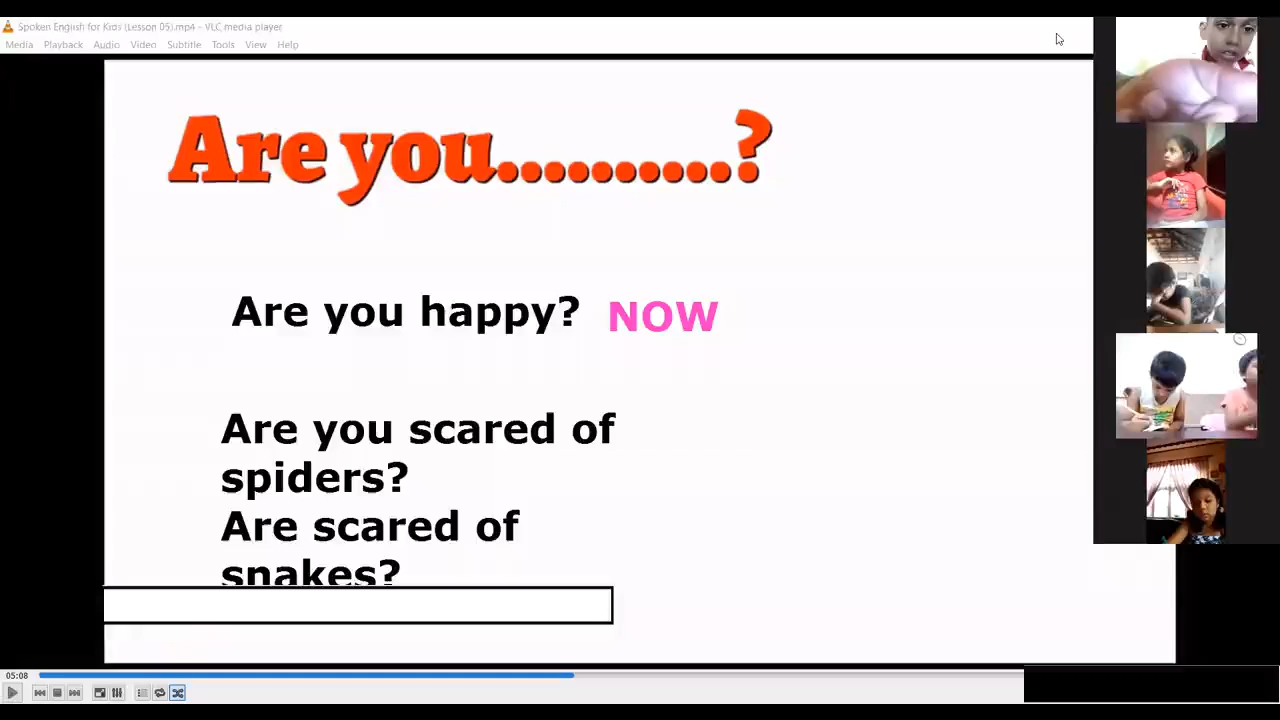 Spoken English for Kids (Lesson 05).mp4 - VLC media player
Media Playback Audio Video Subtitle Tools View Help
Are you..........?
Are you happy? NOW
Are you scared of
spiders?
Are scared of
snakes?
05:08